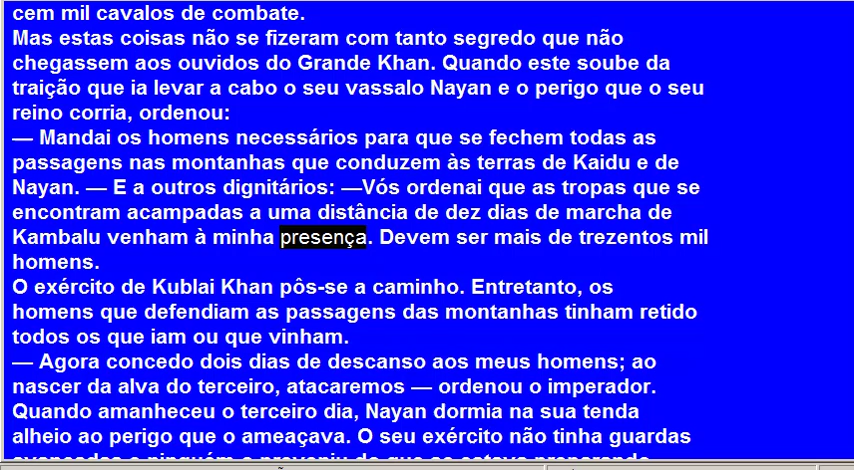 cem mil cavalos de combate.
Mas estas coisas não se fizeram com tanto segredo que não
chegassem aos ouvidos do Grande Khan. Quando este soube da
traição que ia levar a cabo o seu vassalo Nayan e o perigo que o seu
reino corria, ordenou:
— Mandai os homens necessários para que se fechem todas as
passagens nas montanhas que conduzem às terras de Kaidu e de
Nayan. — E a outros dignitários: —Vós ordenai que as tropas que se
encontram acampadas a uma distância de dez dias de marcha de
Kambalu venham à minha presença. Devem ser mais de trezentos mil
homens.
O exército de Kublai Khan pôs-se a caminho. Entretanto, os
homens que defendiam as passagens das montanhas tinham retido
todos os que iam ou que vinham.
— Agora concedo dois dias de descanso aos meus homens; ao
nascer da alva do terceiro, atacaremos — ordenou o imperador.
Quando amanheceu o terceiro dia, Nayan dormia na sua tenda
alheio ao perigo que o ameaçava. O seu exército não tinha guardas